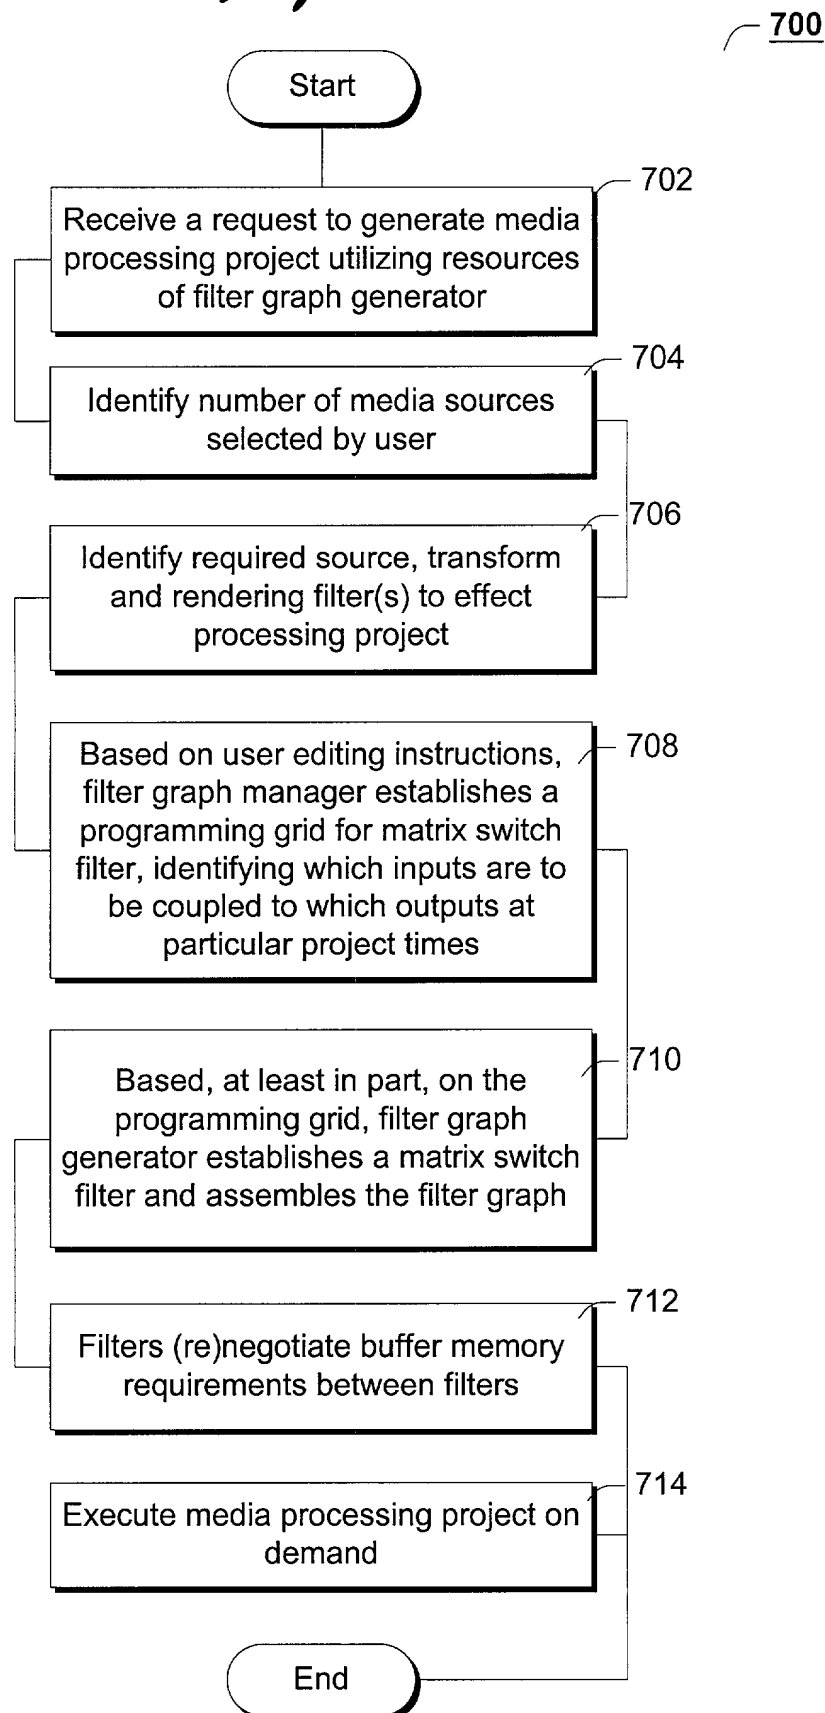 700
Start
702
Receive a request to generate media
processing project utilizing resources
of filter graph generator
704
Identify number of media sources
selected by user
706
Identify required source, transform
and rendering filter(s) to effect
processing project
708
Based on user editing instructions,
filter graph manager establishes a
programming grid for matrix switch
filter, identifying which inputs are to
be coupled to which outputs at
particular project times
710
Based, at least in part, on the
programming grid, filter graph
generator establishes a matrix switch
filter and assembles the filter graph
712
Filters (re)negotiate buffer memory
requirements between filters
714
Execute media processing project on
demand
End